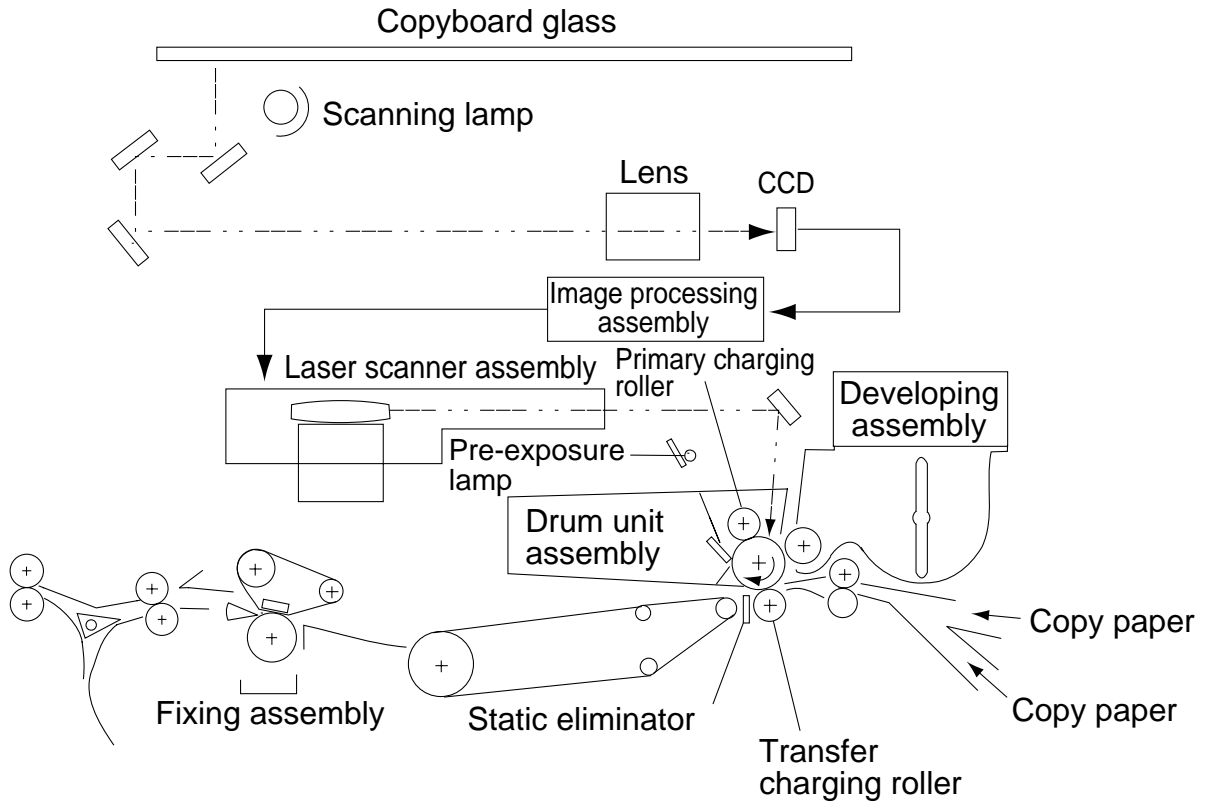 Copyboard glass
Scanning lamp
Lens
CCD
Image processing
assembly
Laser scanner assembly
Primary charging
roller
Developing
assembly
Pre-exposure
lamp
Drum unit
assembly
Copy paper
Copy paper
Fixing assembly
Static eliminator
Transfer
charging roller